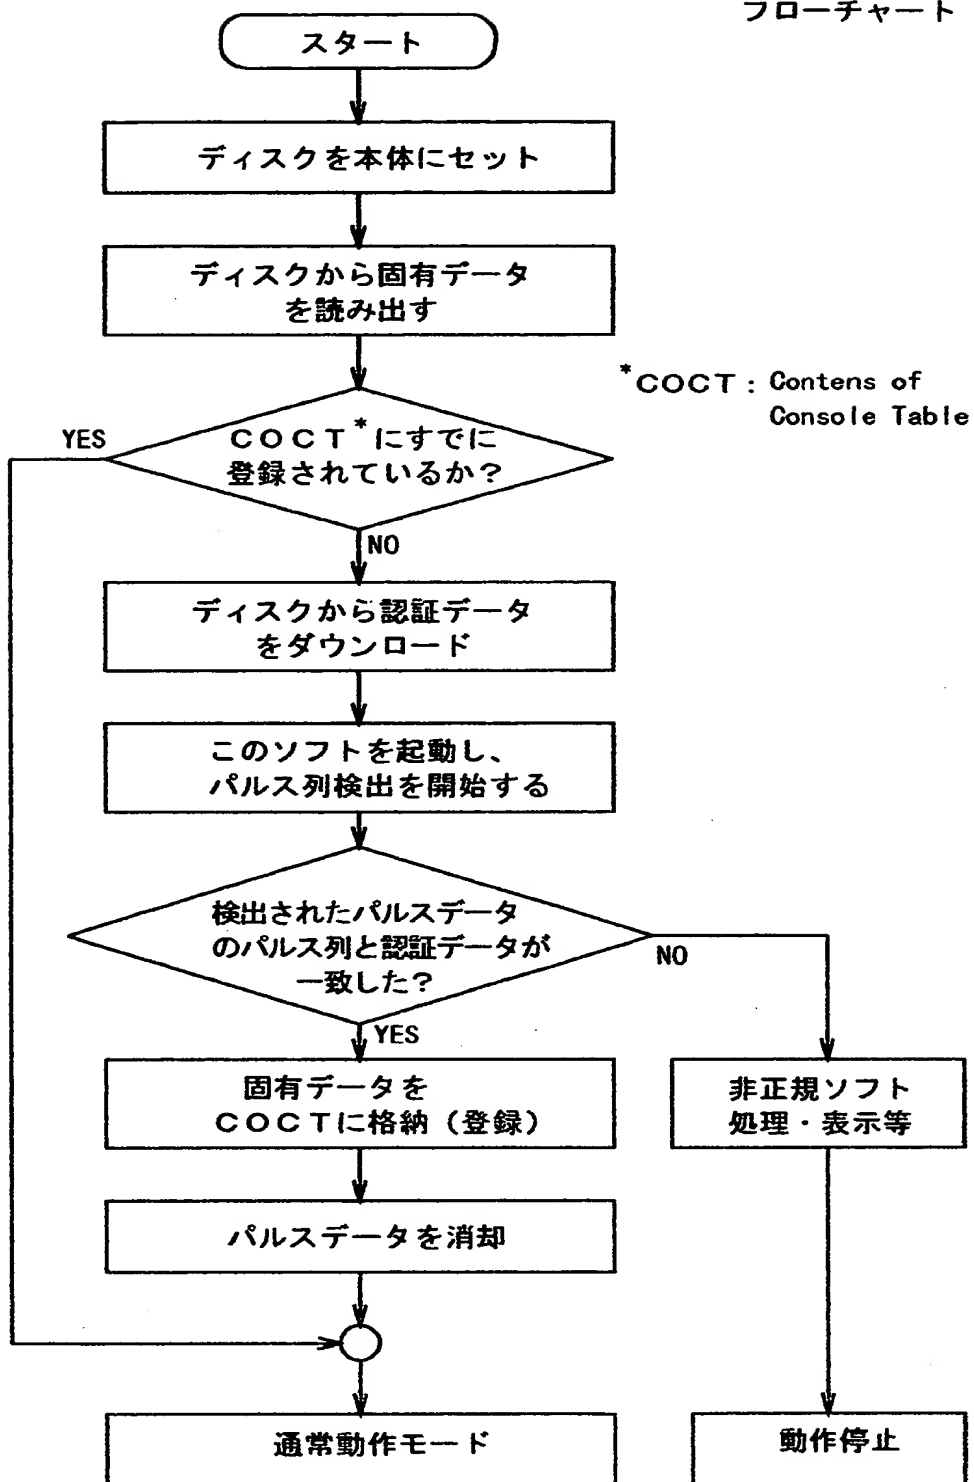 フローチャート
スタート
ディスクを本体にセット
ディスクから固有データ
を読み出す
*COCT：Contens of
Console Table
YES
ＣＯＣＴ*にすでに
登録されているか？
NO
ディスクから認証データ
をダウンロード
このソフトを起動し、
パルス列検出を開始する
検出されたパルスデータ
のパルス列と認証データが
一致した？
NO
YES
固有データを
ＣＯＣＴに格納（登録）
非正規ソフト
処理・表示等
パルスデータを消却
通常動作モード
動作停止